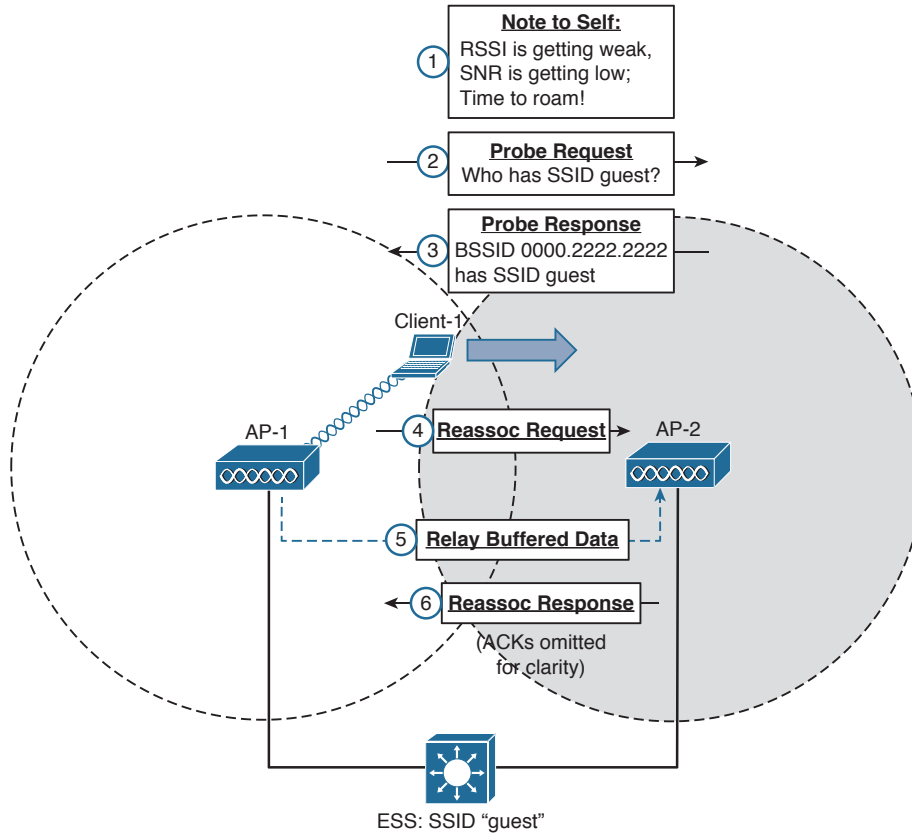 Note to Self:
1
RSSI is getting weak,
SNR is getting low;
Time to roam!
2
Probe Request
Who has SSID guest?
Probe Response
3
BSSID 0000.2222.2222
has SSID guest
Client-1
AP-1
4
Reassoc Request
AP-2
5
Relay Buffered Data
6
Reassoc Response
(ACKs omitted
for clarity)
ESS: SSID “guest”